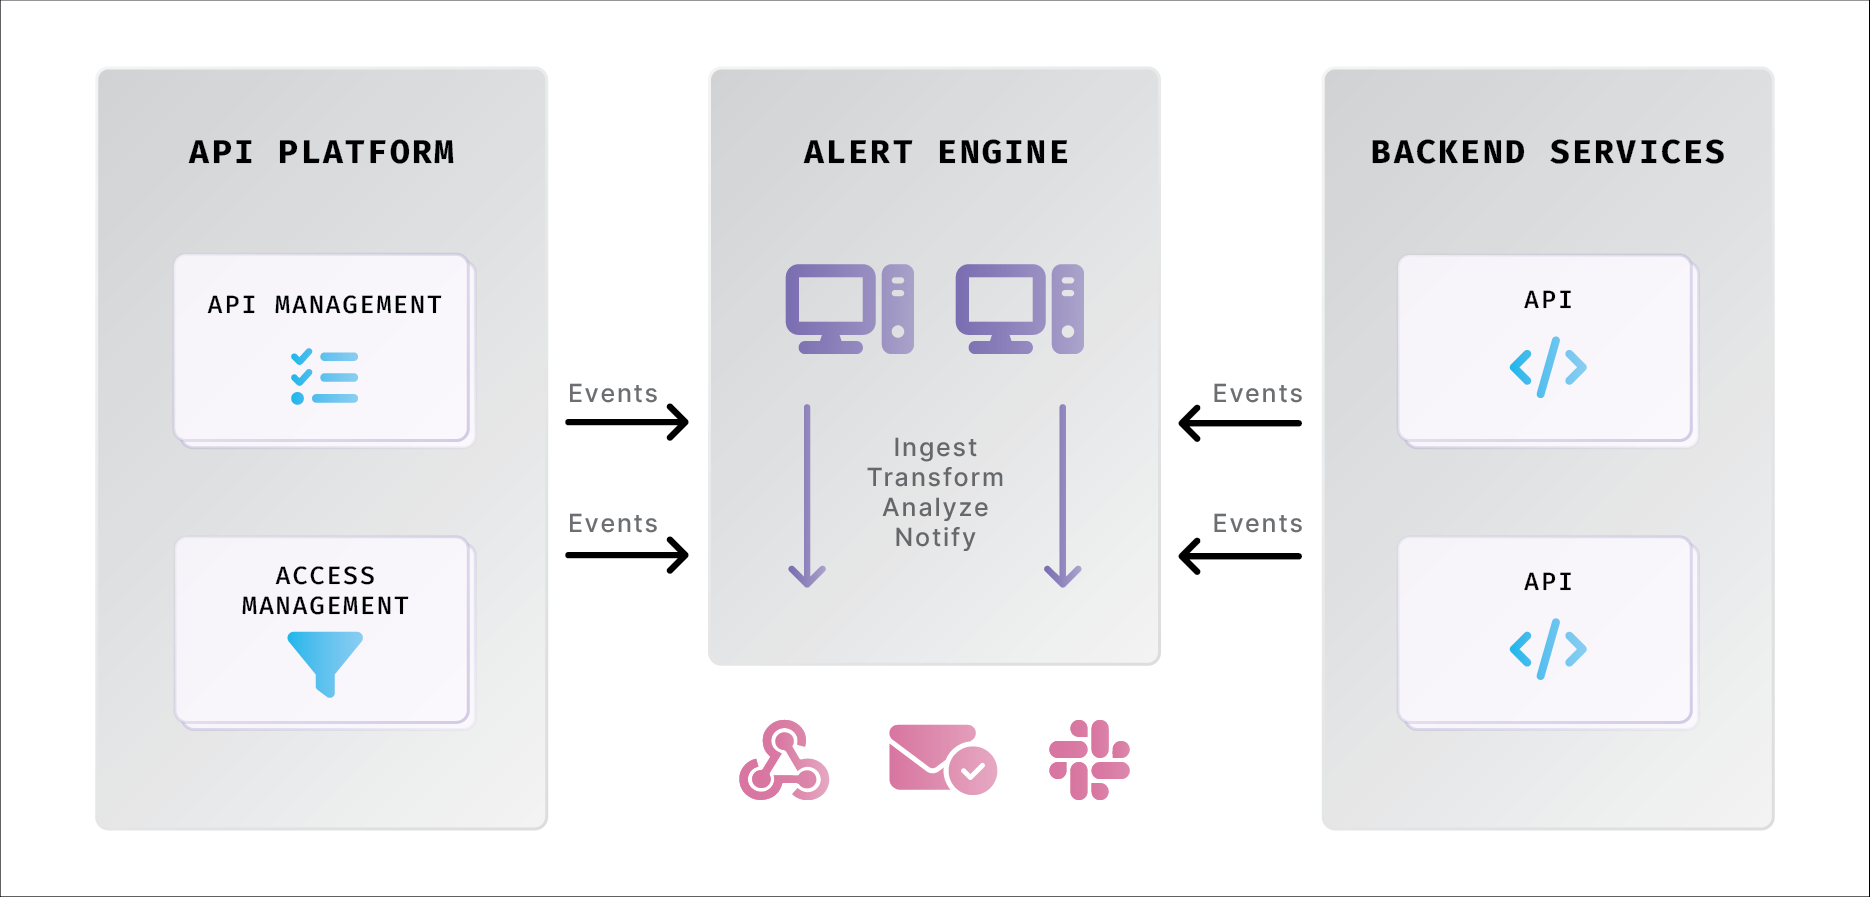 API PLATFORM
API MANAGEMENT
ACCESS
MANAGEMENT
Events
Events
ALERT ENGINE
Ingest
Transform
Analyze
Notify
Events
Events
BACKEND SERVICES
API
API